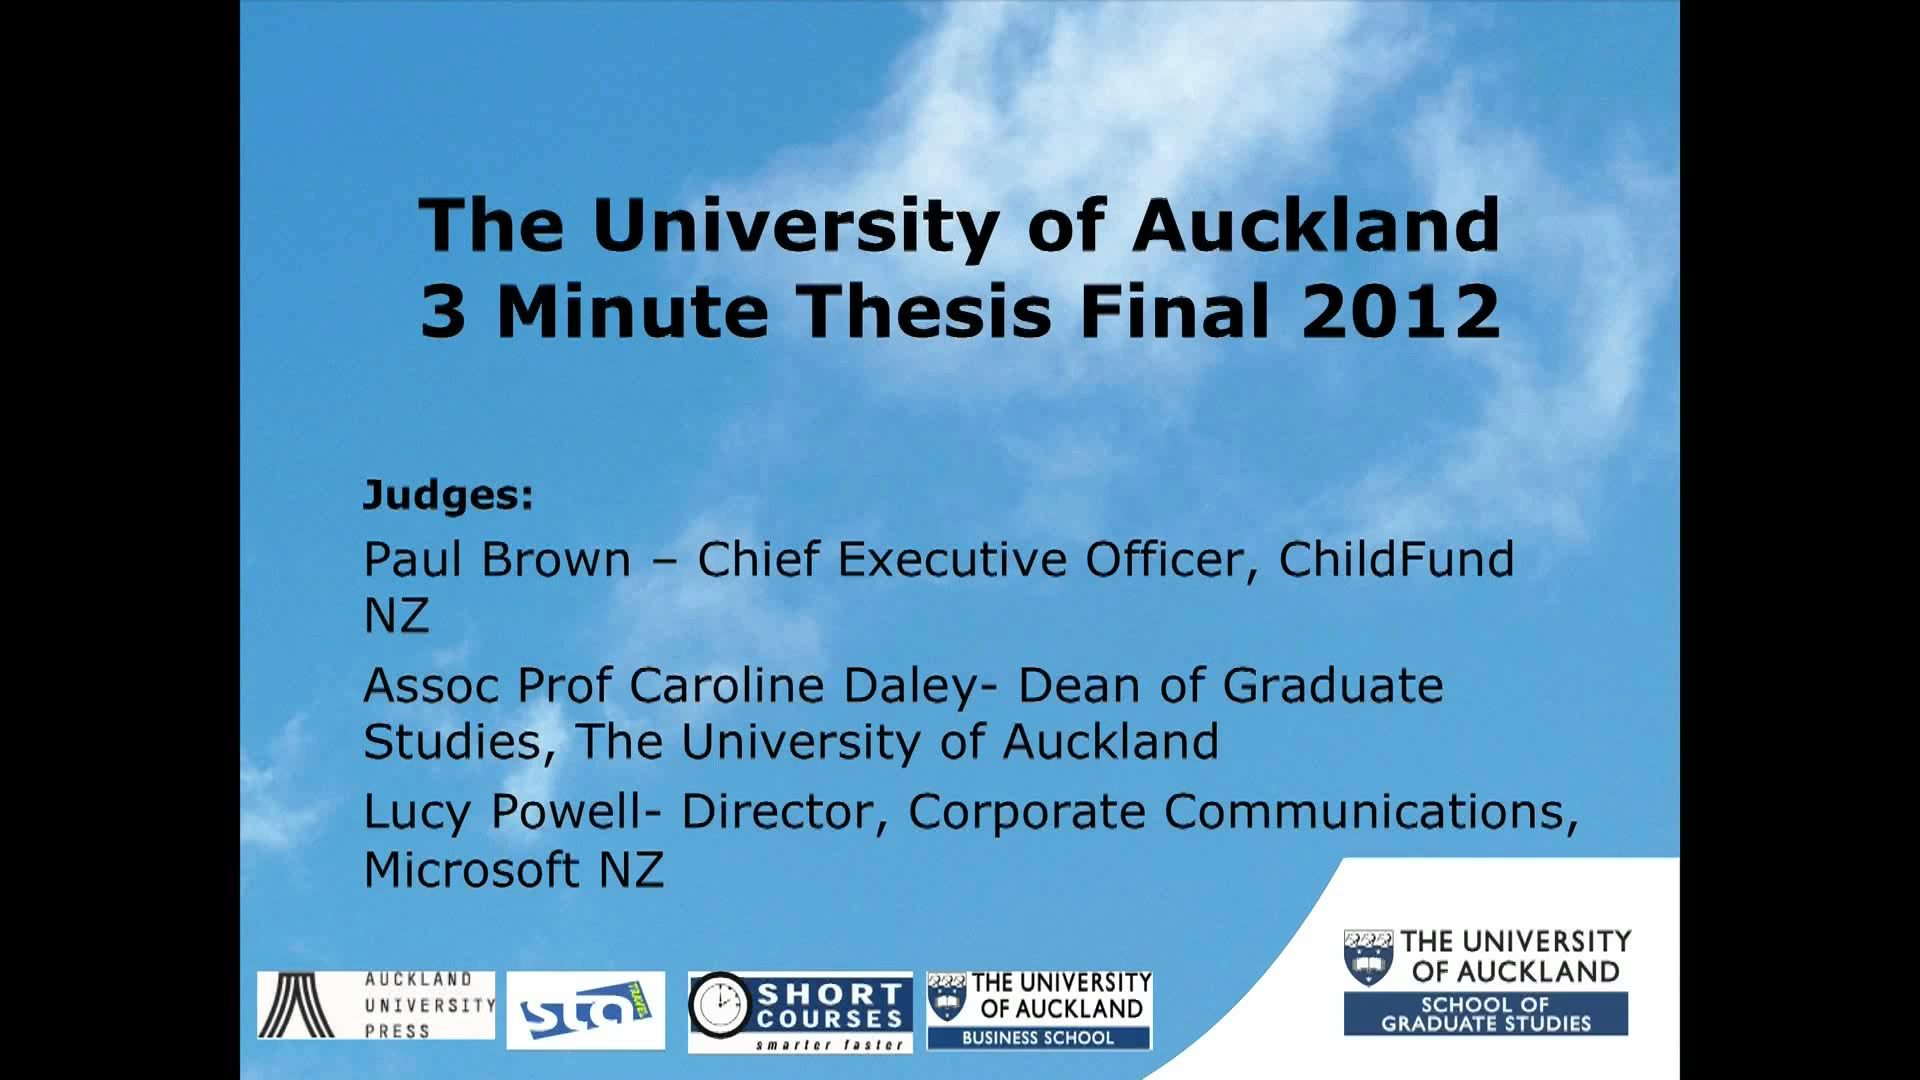 The University of Auckland
3 Minute Thesis Final 2012
Judges:
Paul Brown – Chief Executive Officer, ChildFund
NZ
Assoc Prof Caroline Daley- Dean of Graduate
Studies, The University of Auckland
Lucy Powell- Director, Corporate Communications,
Microsoft NZ
AUCKLAND
UNIVERSITY
PRESS
sta
TRAVEL
SHORT
COURSES
smarter faster
THE UNIVERSITY
OF AUCKLAND
BUSINESS SCHOOL
THE UNIVERSITY
OF AUCKLAND
SCHOOL OF
GRADUATE STUDIES